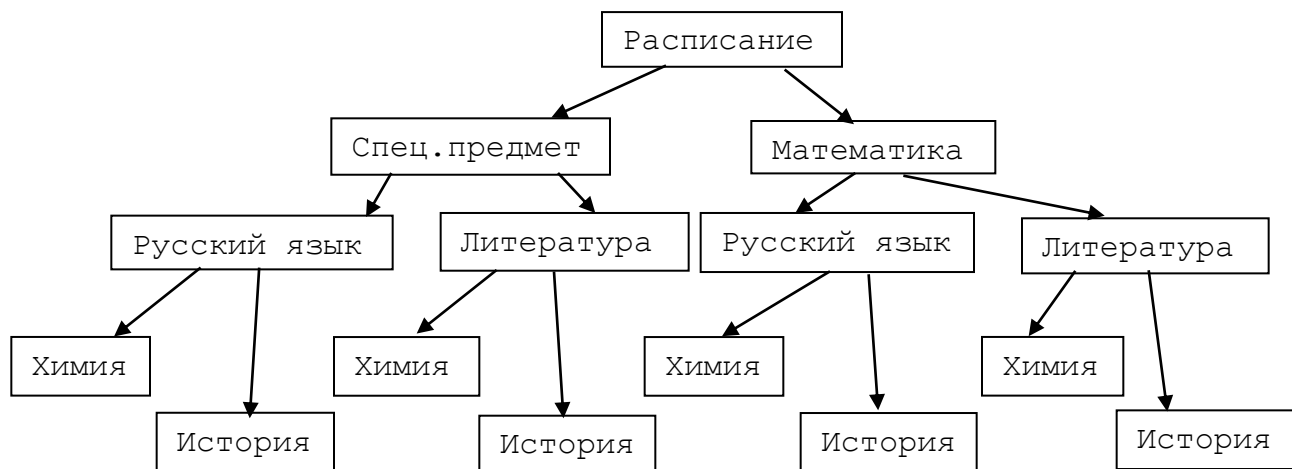 Расписание
Спец.предмет
Математика
Русский язык
Литература
Русский язык
Литература
Химия
Химия
Химия
Химия
История
История
История
История